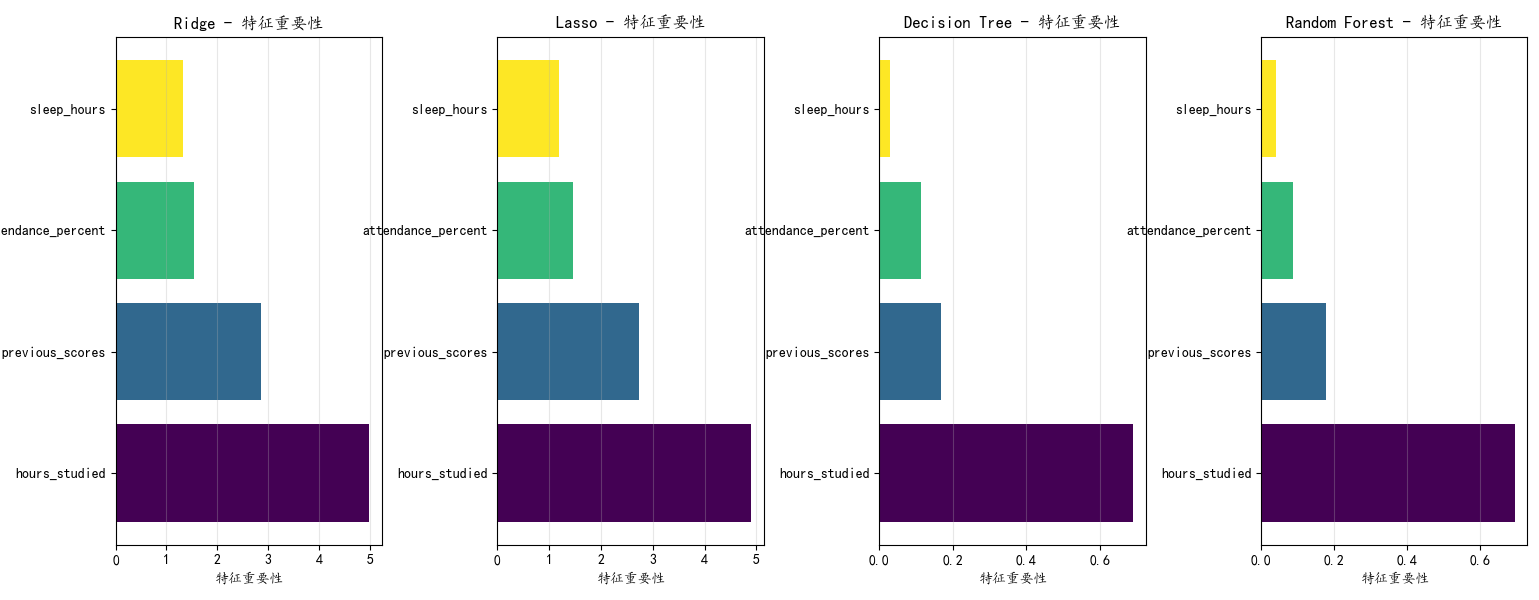 Ridge - 特征重要性
sleep_hours
endance_percent
previous_scores
hours_studied
0 1 2 3 4 5
特征重要性
Lasso - 特征重要性
sleep_hours
attendance_percent
previous_scores
hours_studied
0 1 2 3 4 5
特征重要性
Decision Tree - 特征重要性
sleep_hours
attendance_percent
previous_scores
hours_studied
0.0 0.2 0.4 0.6
特征重要性
Random Forest - 特征重要性
sleep_hours
attendance_percent
previous_scores
hours_studied
0.0 0.2 0.4 0.6
特征重要性